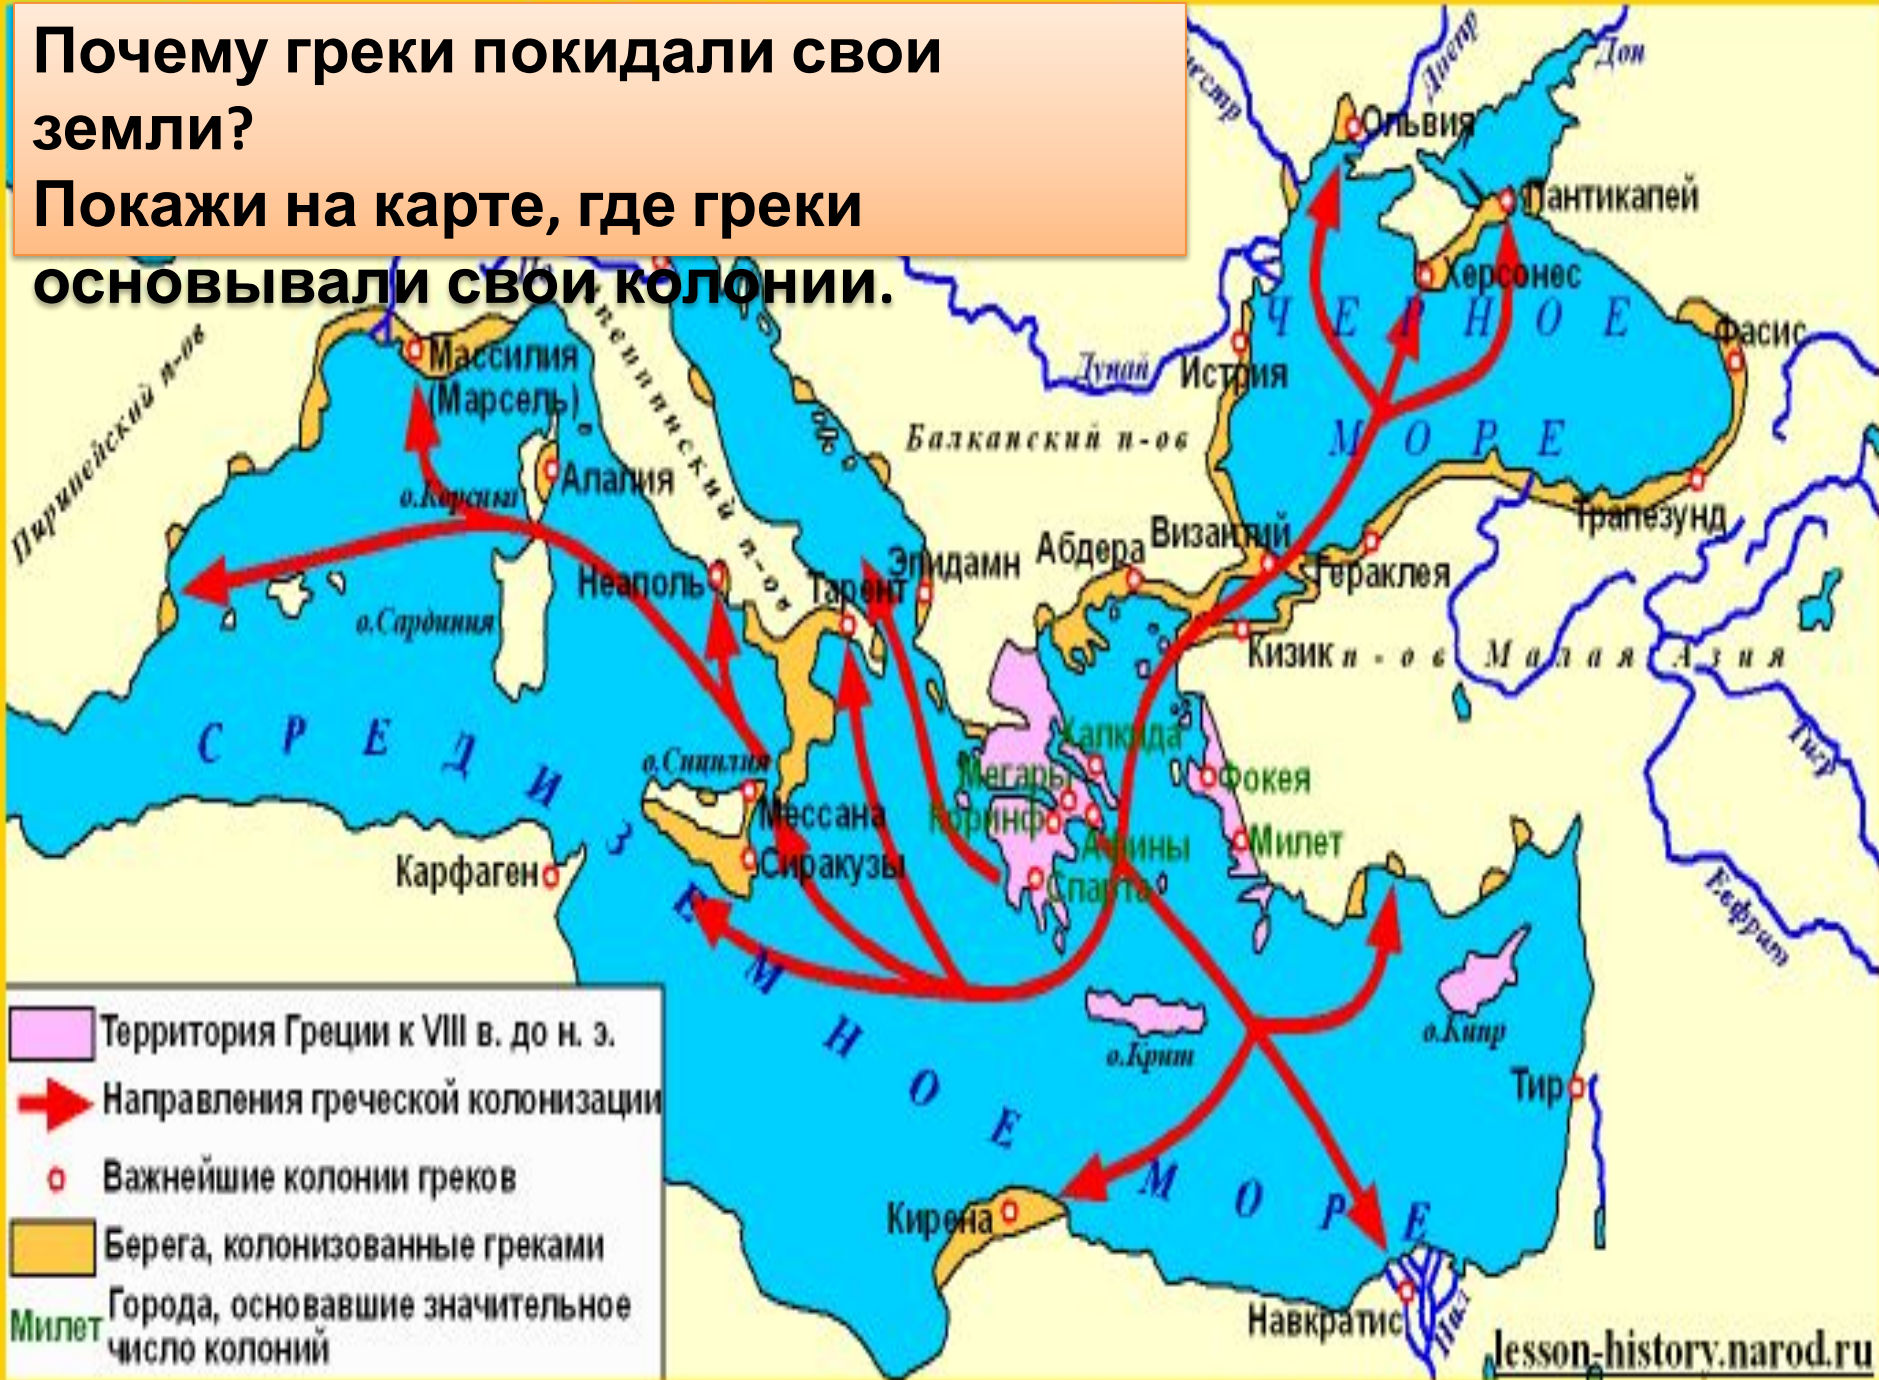 Почему греки покидали свои
земли?
Покажи на карте, где греки
основывали свои колонии.
Днепр
Дон
Ольвия
Пантикапей
Херсонес
ЧЕРНОЕ
МОРЕ
Фасис
Истрия
Дунай
Массилия
(Марсель)
Пиринейский п-ов
Апеннинский п-ов
Балканский п-ов
о.Корсика
Алалия
Трапезунд
Византий
Абдера
Эпидамн
Гераклея
Неаполь
Тарент
о.Сардиния
Кизик
п-ов Малая Азия
СРЕДИЗЕМНОЕ МОРЕ
Халкида
Мегары
Фокея
Тигр
о.Сицилия
Мессана
Коринф
Афины
Милет
Сиракузы
Спарта
Карфаген
Евфрат
о.Крит
о.Кипр
Тир
Кирена
Навкратис
Нил
Территория Греции к VIII в. до н. э.
Направления греческой колонизации
Важнейшие колонии греков
Берега, колонизованные греками
Милет Города, основавшие значительное
число колоний
lesson-history.narod.ru